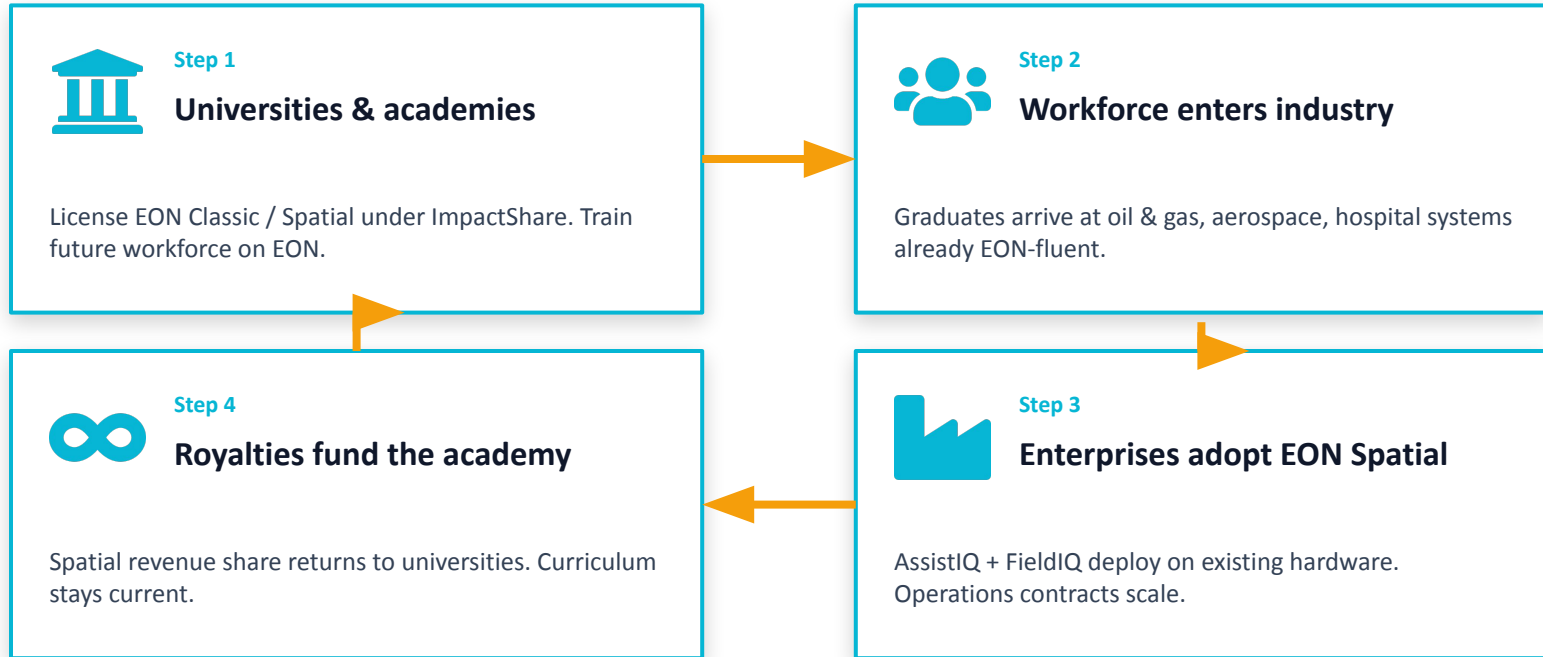 Step 1
Universities & academies
License EON Classic / Spatial under ImpactShare. Train
future workforce on EON.
Step 2
Workforce enters industry
Graduates arrive at oil & gas, aerospace, hospital systems
already EON-fluent.
Step 4
Royalties fund the academy
Spatial revenue share returns to universities. Curriculum
stays current.
Step 3
Enterprises adopt EON Spatial
AssistIQ + FieldIQ deploy on existing hardware.
Operations contracts scale.